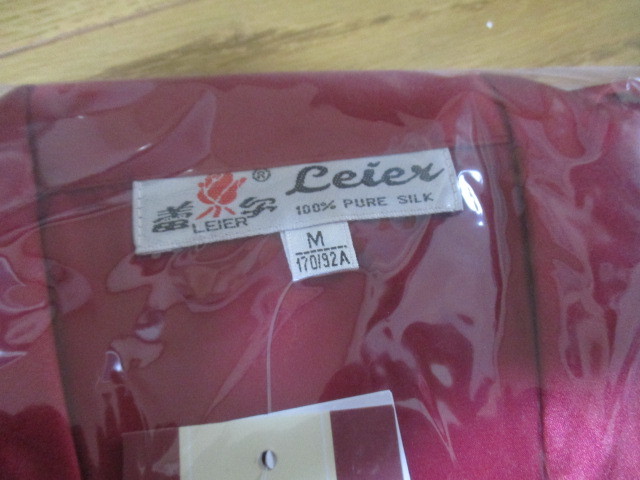 ® Leier
LEIER 100% PURE SILK
M
170/92A